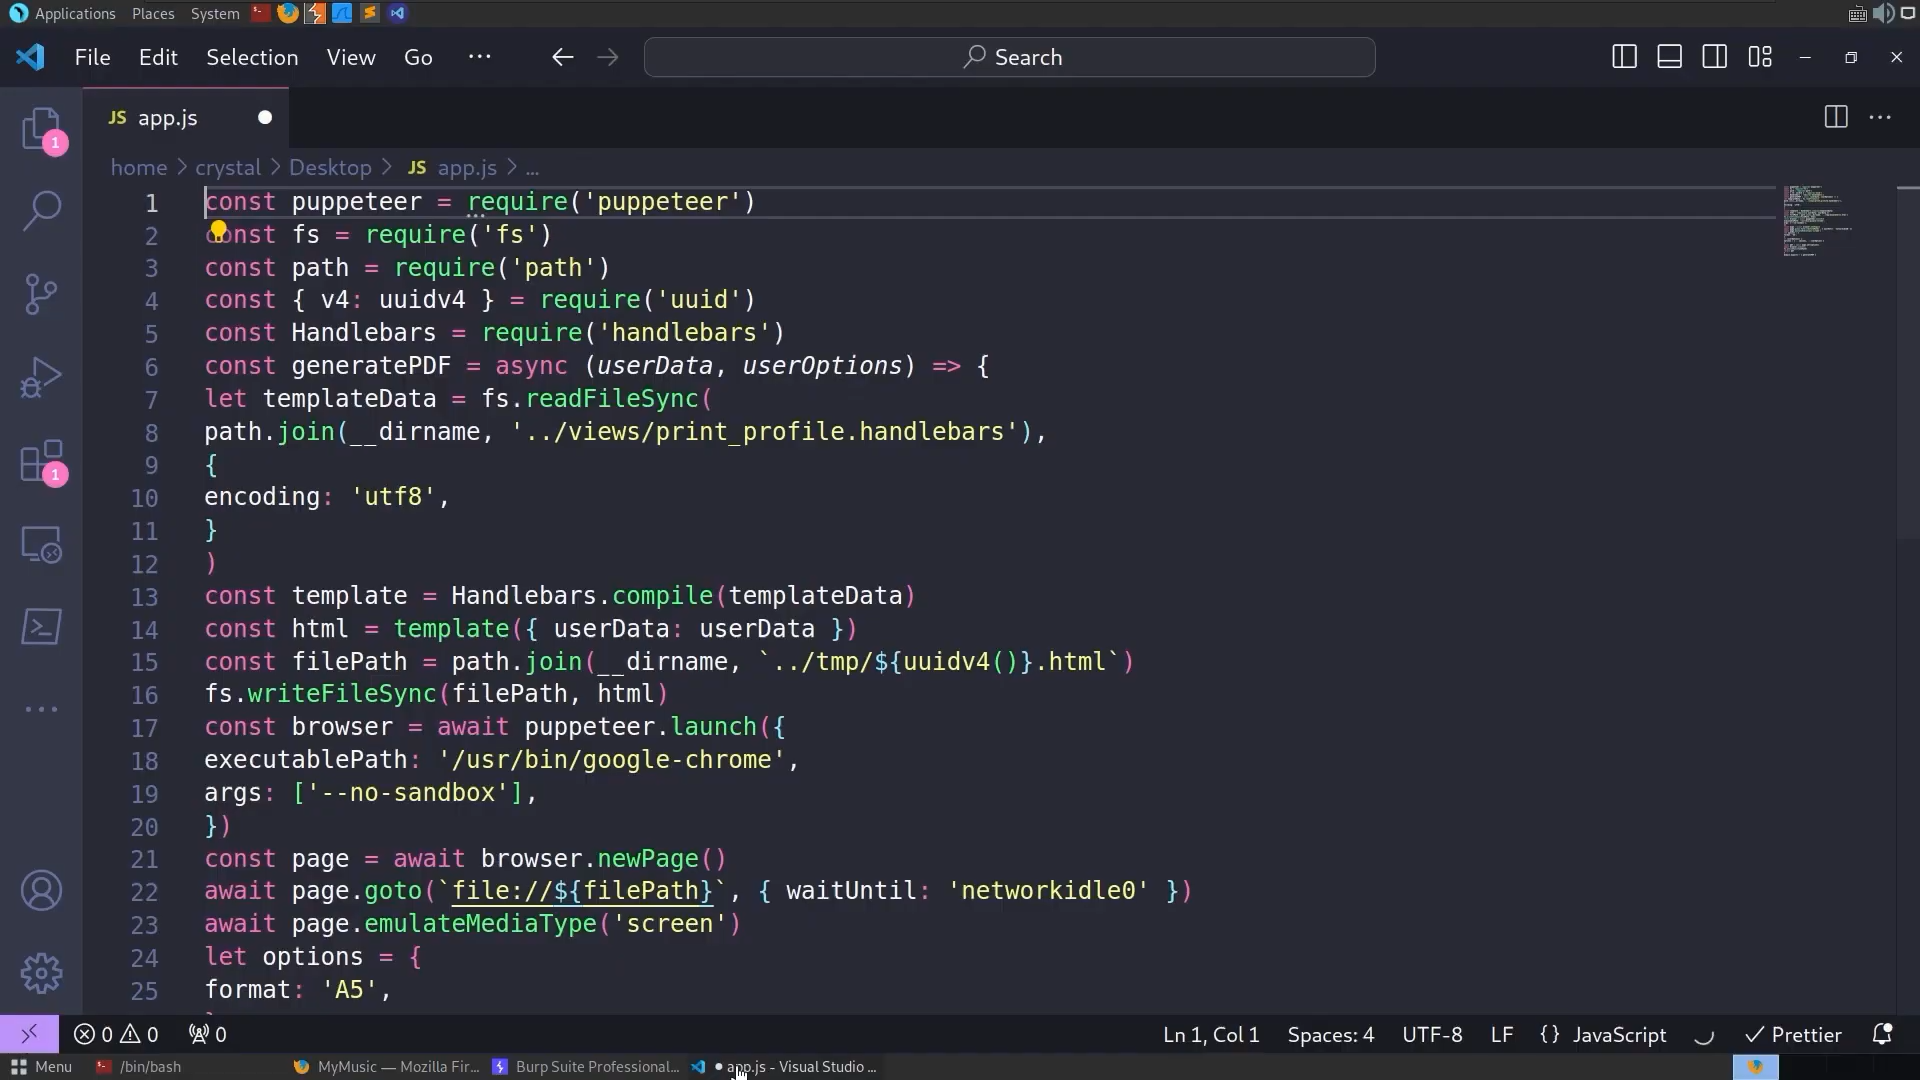 Applications Places System
File Edit Selection View Go ··· Search
JS app.js
home > crystal > Desktop > JS app.js > ...
1 const puppeteer = require('puppeteer')
2 const fs = require('fs')
3 const path = require('path')
4 const { v4: uuidv4 } = require('uuid')
5 const Handlebars = require('handlebars')
6 const generatePDF = async (userData, userOptions) => {
7 let templateData = fs.readFileSync(
8 path.join(__dirname, '../views/print_profile.handlebars'),
9 {
10 encoding: 'utf8',
11 }
12 )
13 const template = Handlebars.compile(templateData)
14 const html = template({ userData: userData })
15 const filePath = path.join(__dirname, `../tmp/${uuidv4()}.html`)
16 fs.writeFileSync(filePath, html)
17 const browser = await puppeteer.launch({
18 executablePath: '/usr/bin/google-chrome',
19 args: ['--no-sandbox'],
20 })
21 const page = await browser.newPage()
22 await page.goto(`file://${filePath}`, { waitUntil: 'networkidle0' })
23 await page.emulateMediaType('screen')
24 let options = {
25 format: 'A5',
1
1
0 0 0 Ln 1, Col 1 Spaces: 4 UTF-8 LF {} JavaScript Prettier
Menu /bin/bash MyMusic — Mozilla Fir... Burp Suite Professional... app.js - Visual Studio ...